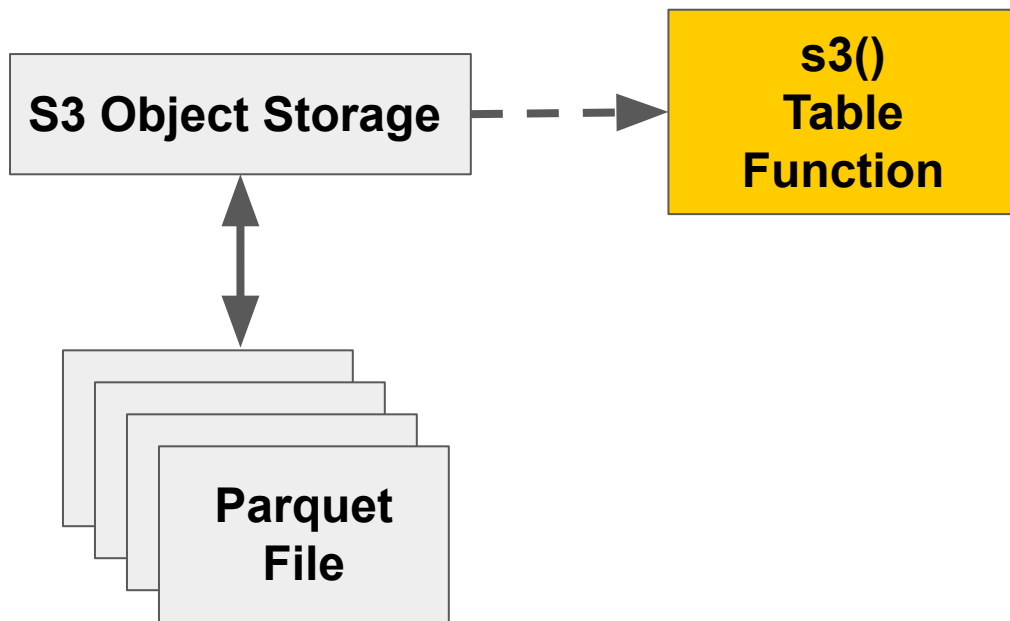 S3 Object Storage
s3()
Table
Function
Parquet
File